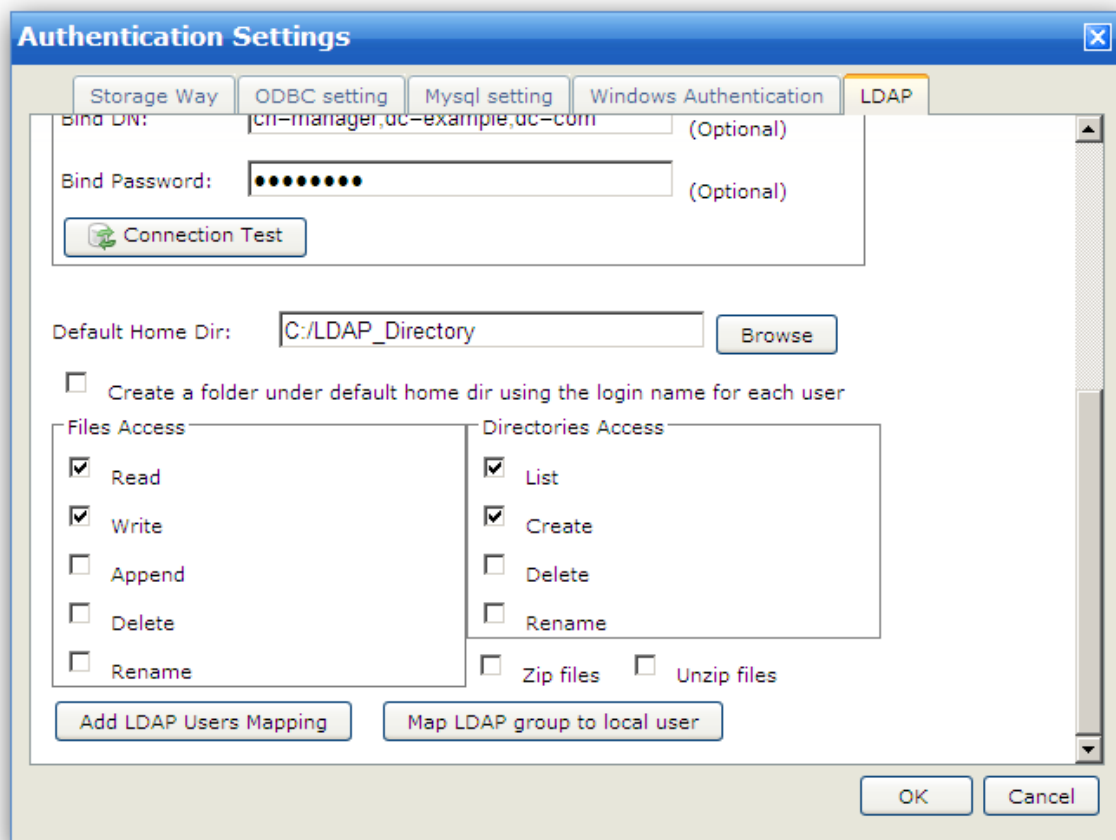 Authentication Settings
Storage Way ODBC setting Mysql setting Windows Authentication LDAP
Bind DN: cn=manager,dc=example,dc=com (Optional)
Bind Password: ●●●●●●●● (Optional)
Connection Test
Default Home Dir: C:/LDAP_Directory Browse
Create a folder under default home dir using the login name for each user
Files Access Directories Access
Read List
Write Create
Append Delete
Delete Rename
Rename Zip files Unzip files
Add LDAP Users Mapping Map LDAP group to local user
OK Cancel